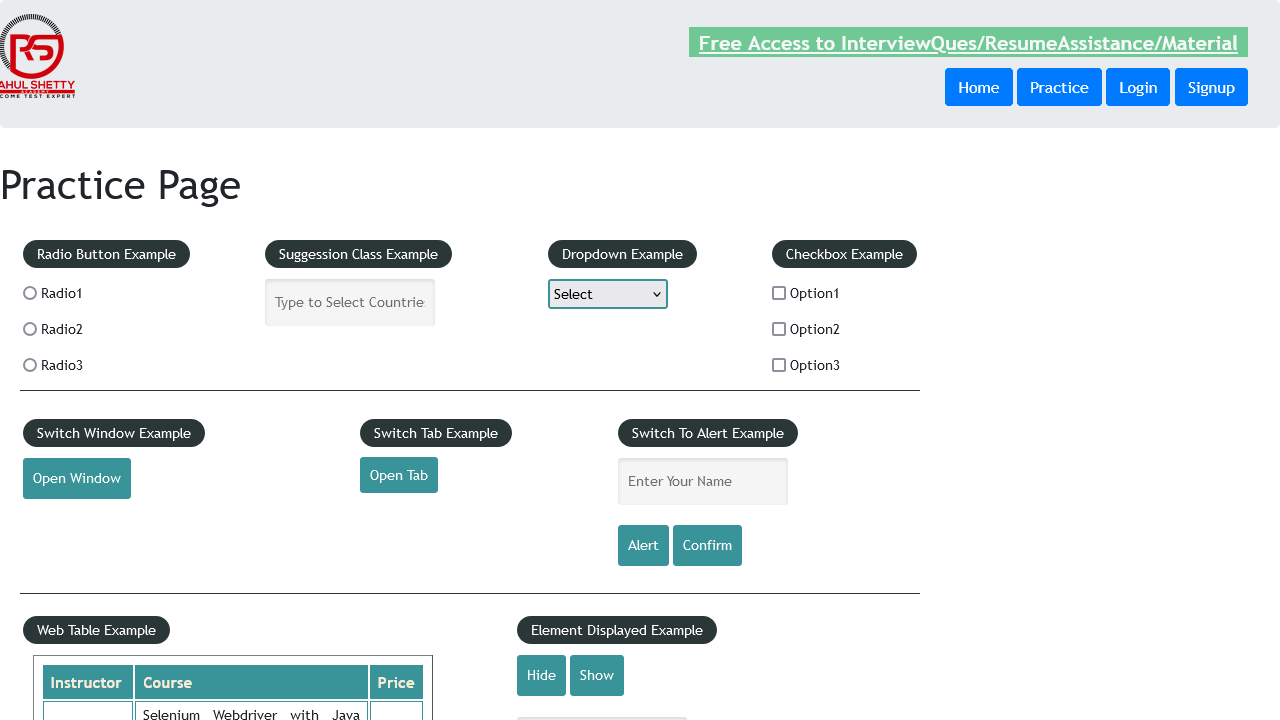 AHUL SHETTY
ACADEMY
COME TEST EXPERT
Free Access to InterviewQues/ResumeAssistance/Material
Home Practice Login Signup
Practice Page
Radio Button Example
Radio1
Radio2
Radio3
Suggession Class Example
Type to Select Countrie
Dropdown Example
Select
Checkbox Example
Option1
Option2
Option3
Switch Window Example
Open Window
Switch Tab Example
Open Tab
Switch To Alert Example
Enter Your Name
Alert Confirm
Web Table Example
Instructor Course Price
Selenium Webdriver with Java
Element Displayed Example
Hide Show